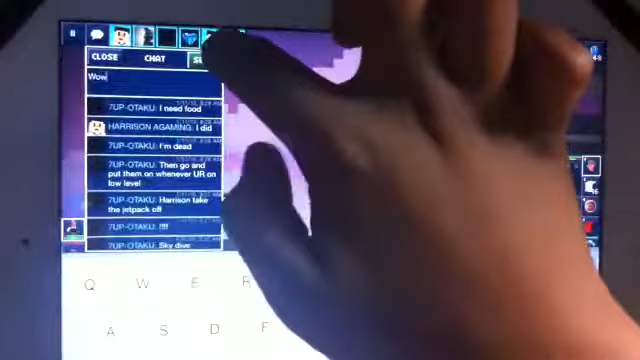 CLOSE CHAT
Wow
7UP-OTAKU: I need food
HARRISON AGAMING: I did
7UP-OTAKU: I'm dead
7UP-OTAKU: Then go and
put them on whenever UR on
low level
7UP-OTAKU: Harrison take
the jetpack off
7UP-OTAKU: !!!!
7UP-OTAKU: Sky dive
Q W E R
A S D F